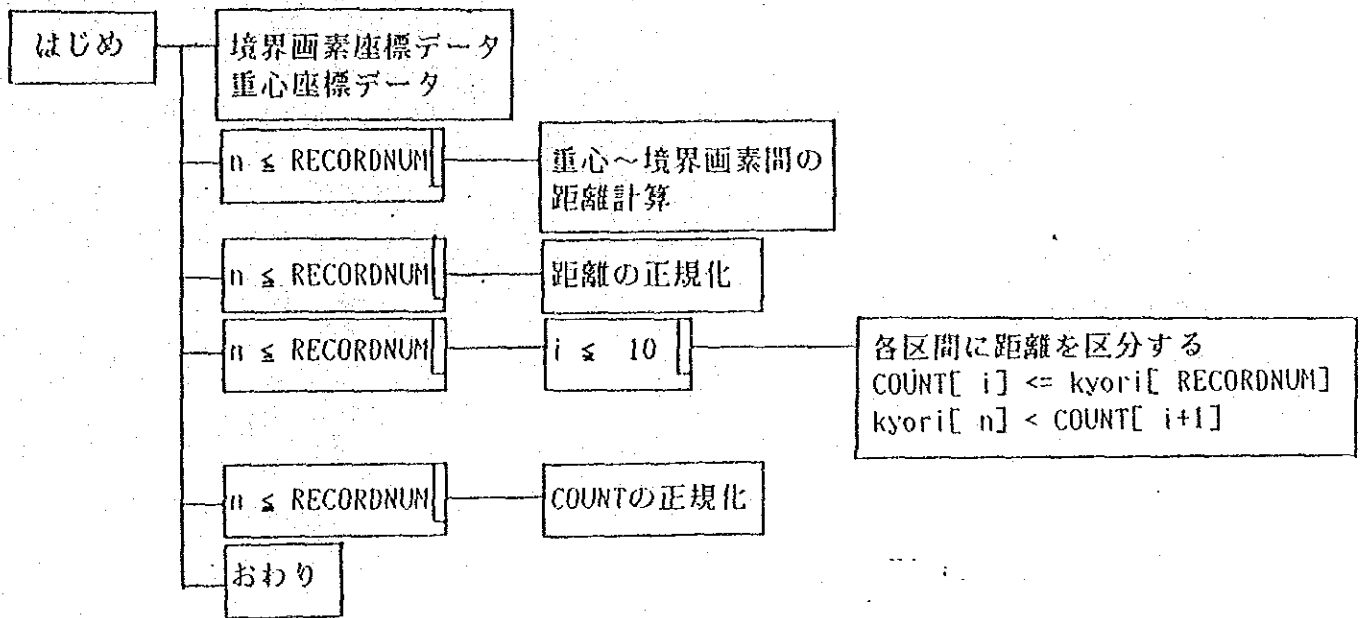 はじめ
境界画素座標データ
重心座標データ
n ≦ RECORDNUM
重心～境界画素間の
距離計算
n ≦ RECORDNUM
距離の正規化
n ≦ RECORDNUM
i ≦ 10
各区間に距離を区分する
COUNT[ i] <= kyori[ RECORDNUM]
kyori[ n] < COUNT[ i+1]
n ≦ RECORDNUM
COUNTの正規化
おわり